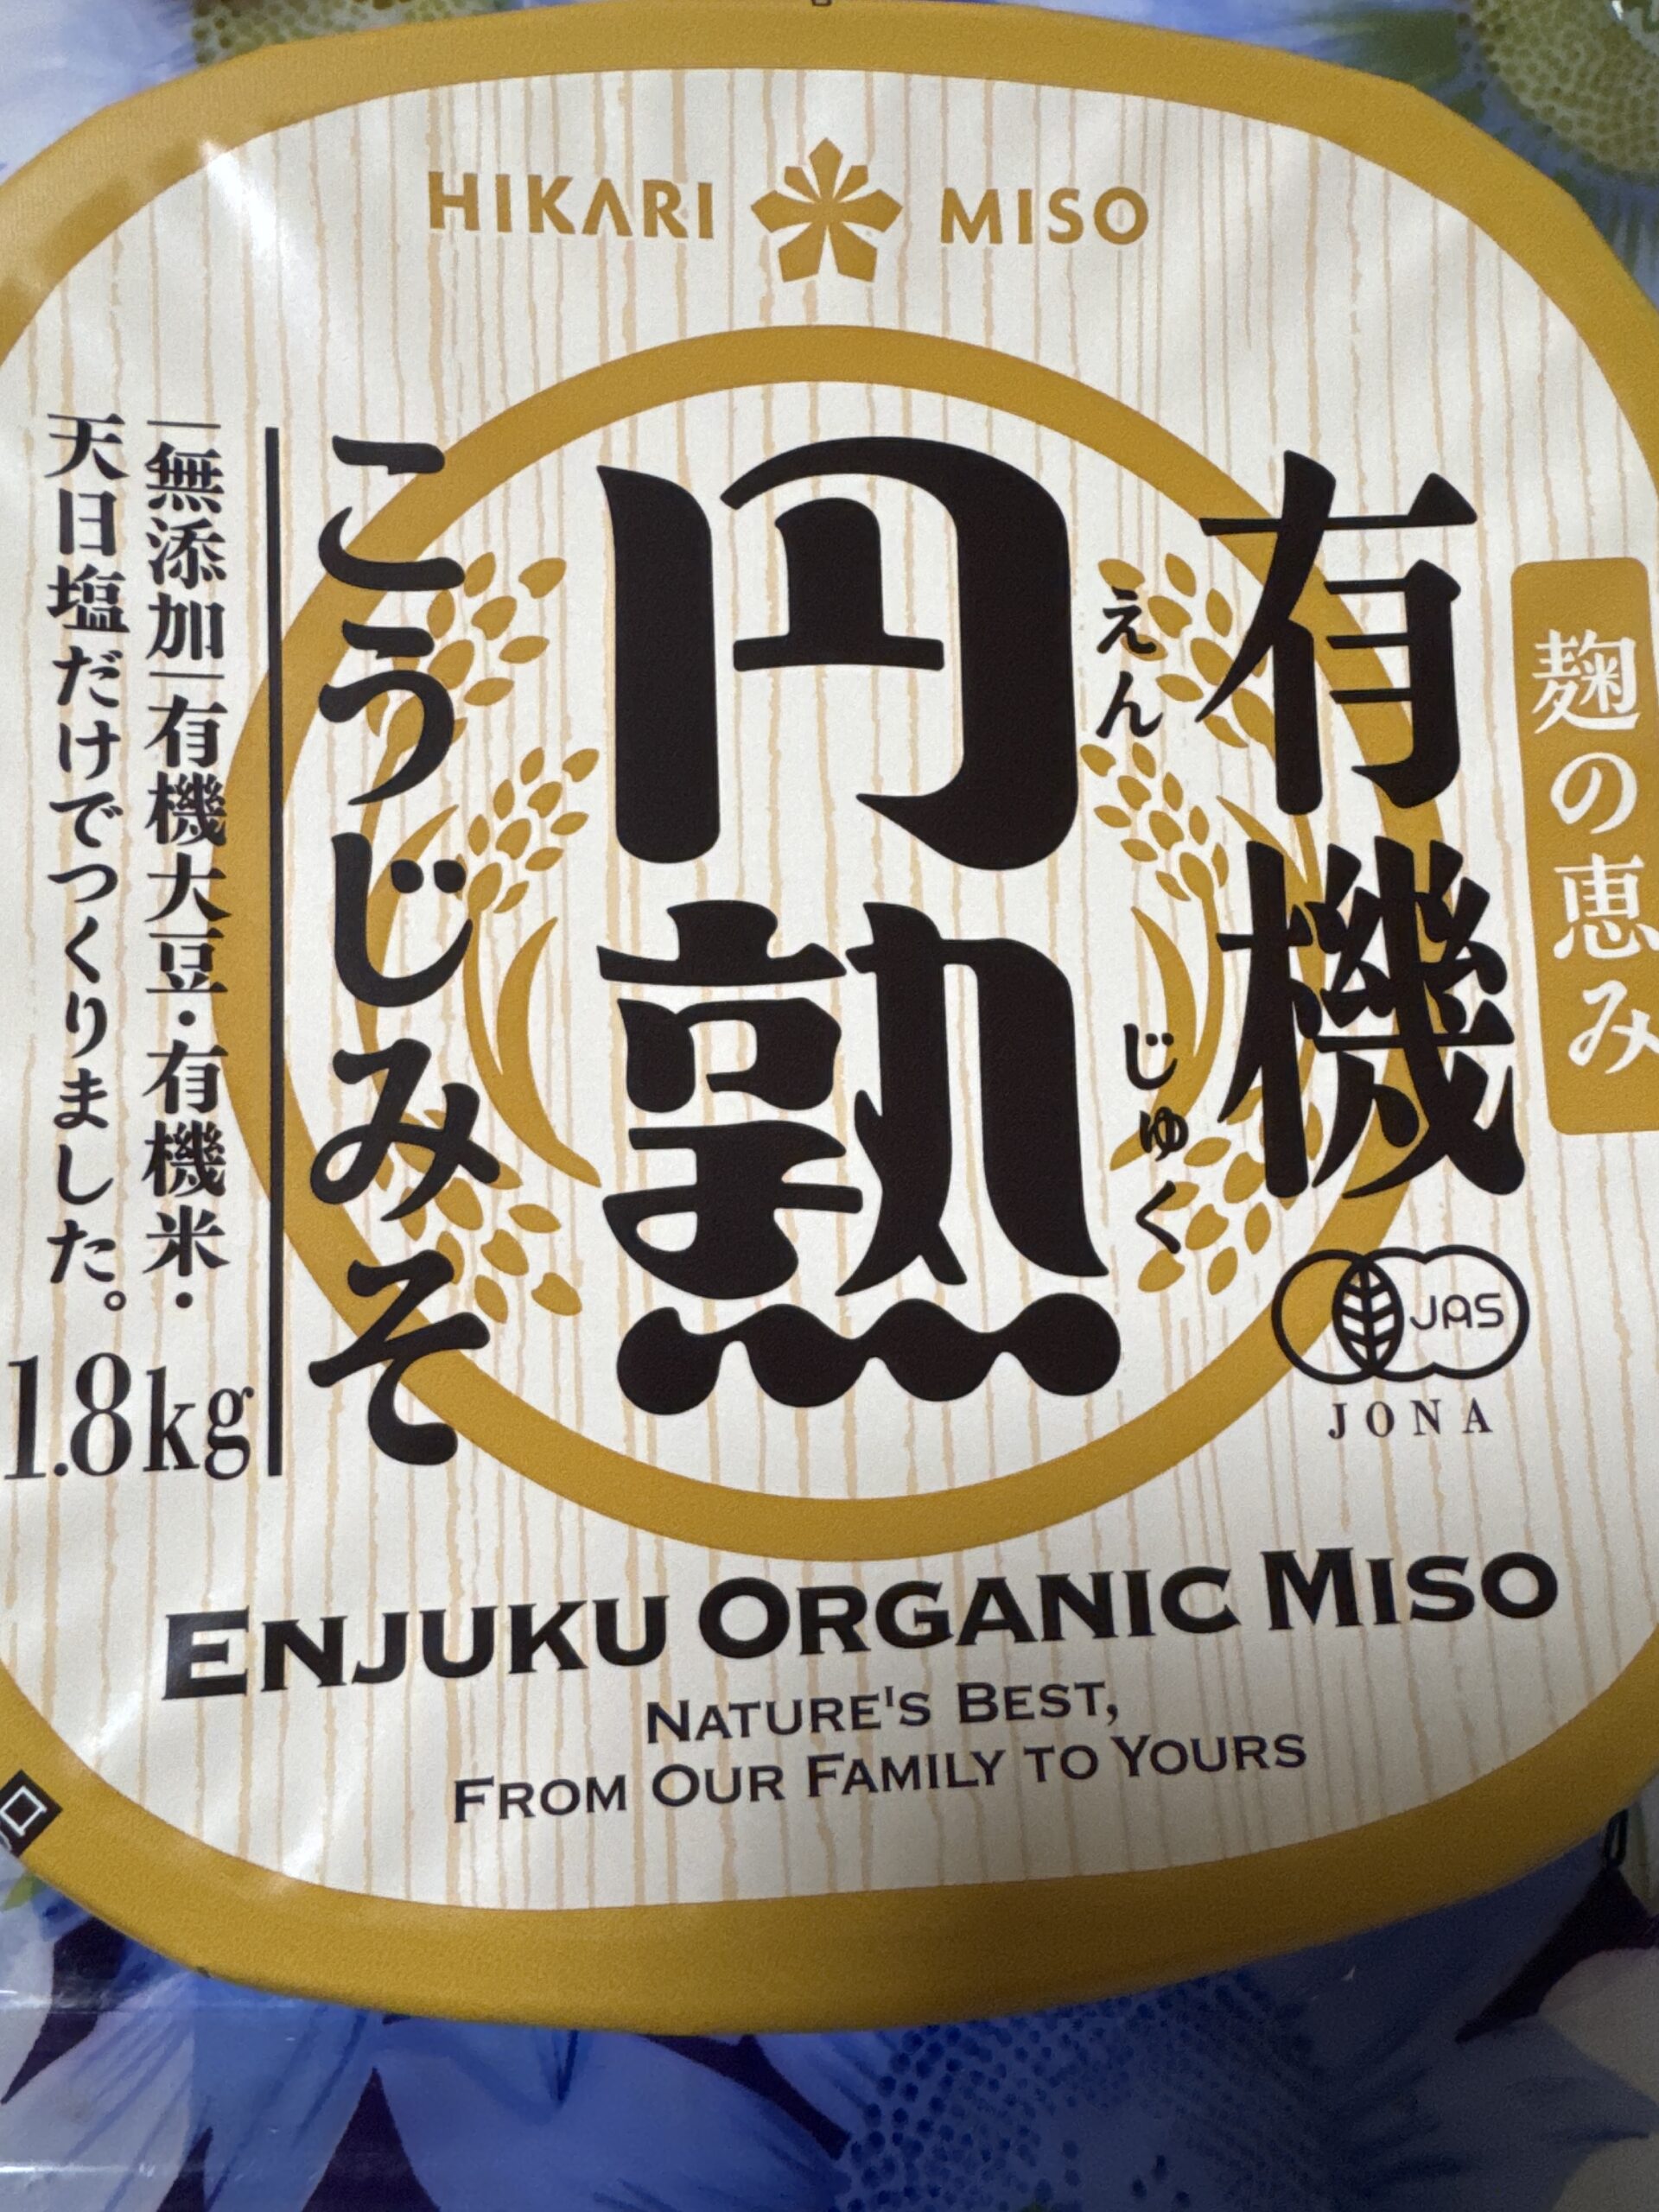 HIKARI MISO
麹の恵み
有機
えんじゅく
円熟
こうじみそ
無添加 有機大豆・有機米・
天日塩だけでつくりました。
1.8kg
JAS
JONA
ENJUKU ORGANIC MISO
NATURE'S BEST,
FROM OUR FAMILY TO YOURS